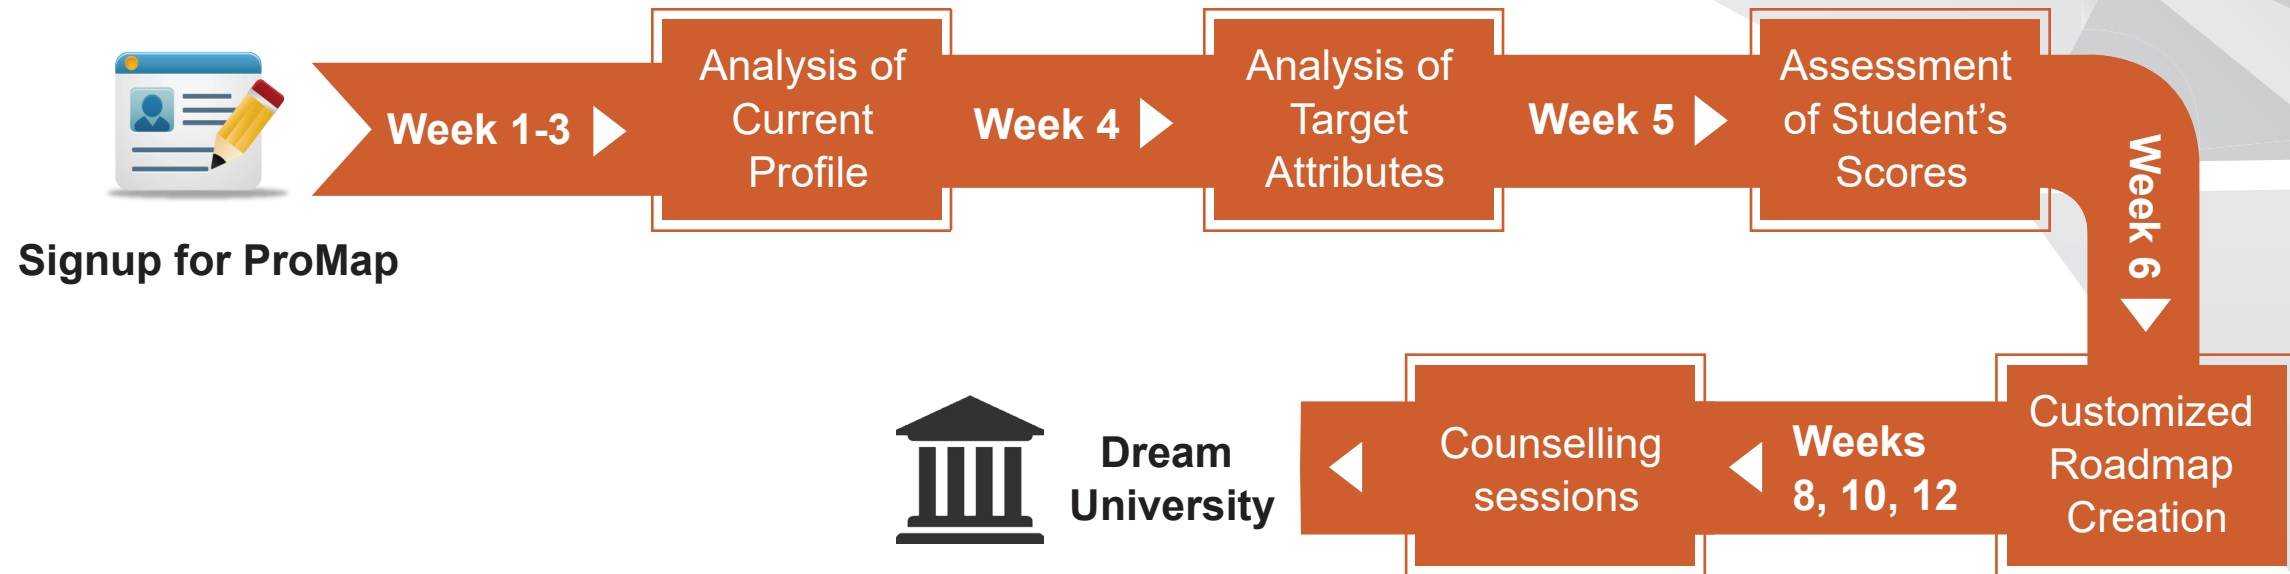 Signup for ProMap
Week 1-3
Analysis of
Current
Profile
Week 4
Analysis of
Target
Attributes
Week 5
Assessment
of Student’s
Scores
Week 6
Customized
Roadmap
Creation
Weeks
8, 10, 12
Counselling
sessions
Dream
University